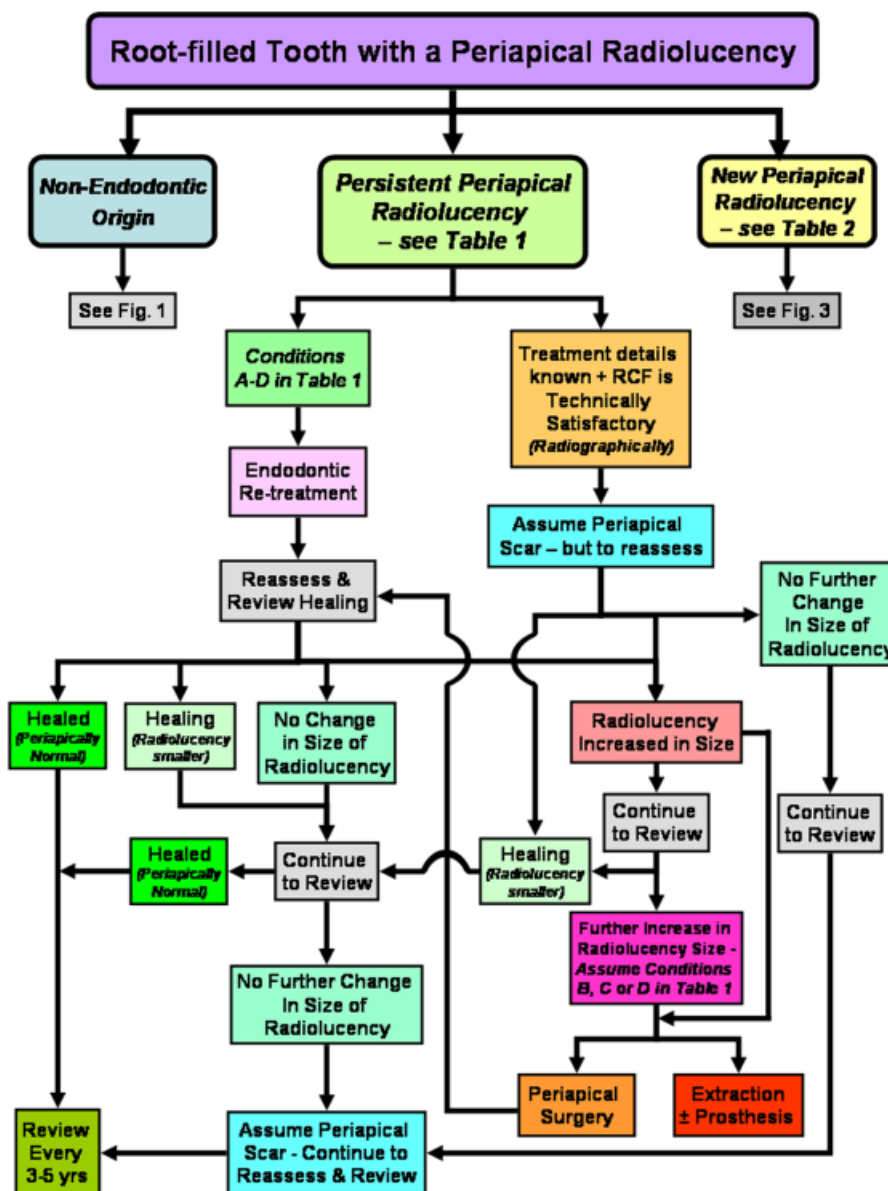 Root-filled Tooth with a Periapical Radiolucency
Non-Endodontic
Origin
Persistent Periapical
Radiolucency
– see Table 1
New Periapical
Radiolucency
– see Table 2
See Fig. 1
See Fig. 3
Conditions
A-D in Table 1
Treatment details
known + RCF is
Technically
Satisfactory
(Radiographically)
Endodontic
Re-treatment
Assume Periapical
Scar – but to reassess
Reassess &
Review Healing
No Further
Change
In Size of
Radiolucency
Healed
(Periapically
Normal)
Healing
(Radiolucency
smaller)
No Change
in Size of
Radiolucency
Radiolucency
Increased in Size
Continue
to Review
Continue
to Review
Healed
(Periapically
Normal)
Continue
to Review
Healing
(Radiolucency
smaller)
Further Increase in
Radiolucency Size -
Assume Conditions
B, C or D in Table 1
No Further Change
In Size of
Radiolucency
Periapical
Surgery
Extraction
± Prosthesis
Review
Every
3-5 yrs
Assume Periapical
Scar - Continue to
Reassess & Review